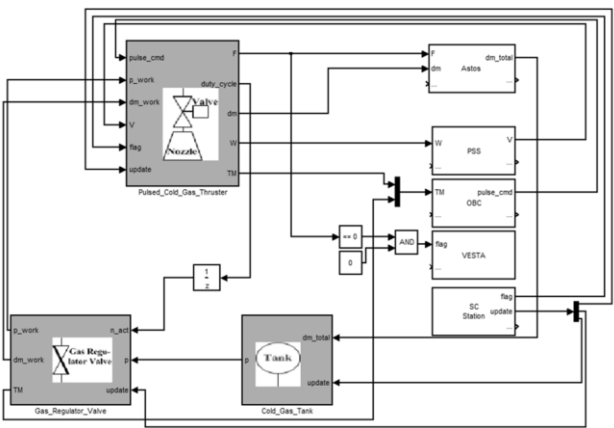 pulse_cmd
p_work
dm_work
V
flag
update
Valve
Nozzle
F
duty_cycle
dm
W
TM
Pulsed_Cold_Gas_Thruster
F
dm
...
dm_total
...
Astos
W
...
V
...
PSS
TM
pulse_cmd
...
OBC
== 0
0
AND
flag
...
VESTA
SC
Station
flag
update
...
1
z
p_work
dm_work
TM
Gas Regu-
lator Valve
n_act
p
update
Gas_Regulator_Valve
p
Tank
dm_total
update
Cold_Gas_Tank